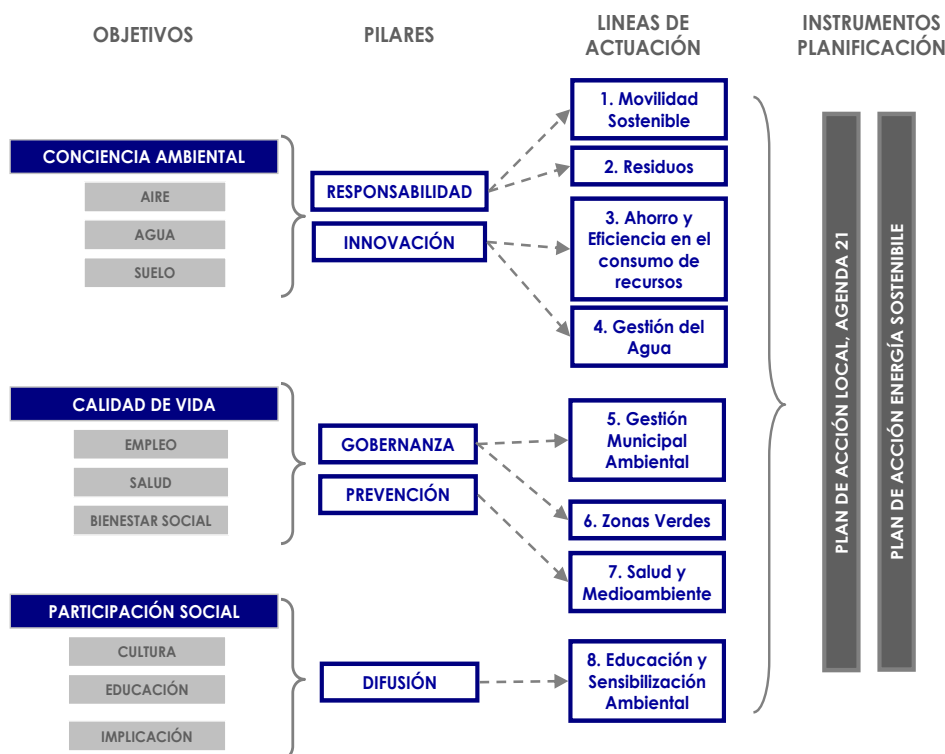 OBJETIVOS
PILARES
LINEAS DE
ACTUACIÓN
INSTRUMENTOS
PLANIFICACIÓN
CONCIENCIA AMBIENTAL
AIRE
AGUA
SUELO
RESPONSABILIDAD
INNOVACIÓN
1. Movilidad
Sostenible
2. Residuos
3. Ahorro y
Eficiencia en el
consumo de
recursos
4. Gestión del
Agua
CALIDAD DE VIDA
EMPLEO
SALUD
BIENESTAR SOCIAL
GOBERNANZA
PREVENCIÓN
5. Gestión
Municipal
Ambiental
6. Zonas Verdes
7. Salud y
Medioambiente
PARTICIPACIÓN SOCIAL
CULTURA
EDUCACIÓN
IMPLICACIÓN
DIFUSIÓN
8. Educación y
Sensibilización
Ambiental
PLAN DE ACCIÓN LOCAL, AGENDA 21
PLAN DE ACCIÓN ENERGÍA SOSTENIBILE